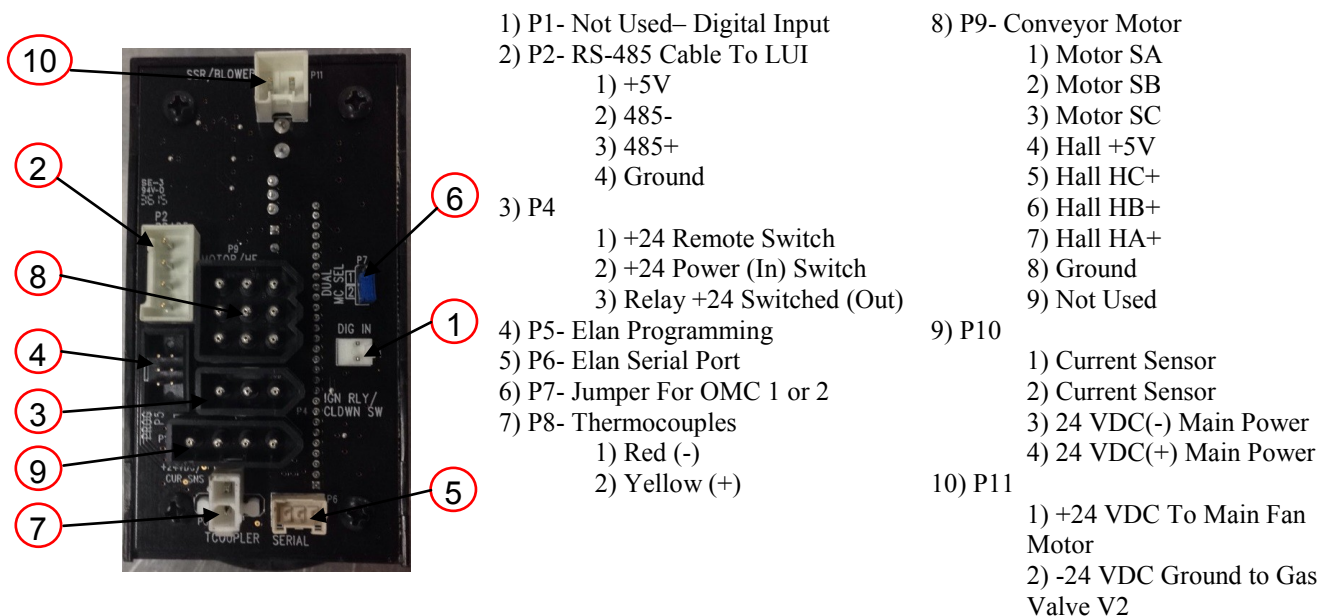 1) P1- Not Used– Digital Input
2) P2- RS-485 Cable To LUI
1) +5V
2) 485-
3) 485+
4) Ground
3) P4
1) +24 Remote Switch
2) +24 Power (In) Switch
3) Relay +24 Switched (Out)
4) P5- Elan Programming
5) P6- Elan Serial Port
6) P7- Jumper For OMC 1 or 2
7) P8- Thermocouples
1) Red (-)
2) Yellow (+)
8) P9- Conveyor Motor
1) Motor SA
2) Motor SB
3) Motor SC
4) Hall +5V
5) Hall HC+
6) Hall HB+
7) Hall HA+
8) Ground
9) Not Used
9) P10
1) Current Sensor
2) Current Sensor
3) 24 VDC(-) Main Power
4) 24 VDC(+) Main Power
10) P11
1) +24 VDC To Main Fan
Motor
2) -24 VDC Ground to Gas
Valve V2
10
2
8
4
3
9
7
6
1
5
SSR/BLOWER
P11
P2
P9
MOTOR/HE
DUAL
MC SEL
1
2
P7
DIG IN
IGN RLY/
CLDWN SW
P4
P5
CUR SNS
P6
TCOUPLER
SERIAL